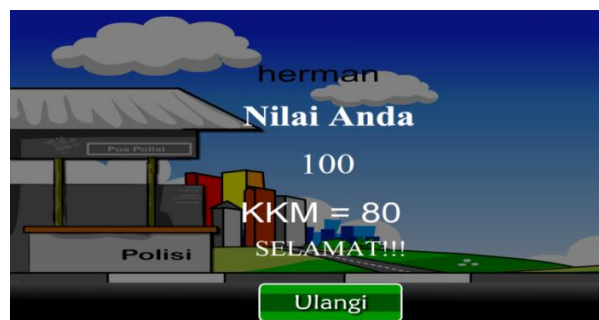 herman
Nilai Anda
Pos Polisi
100
KKM = 80
Polisi
SELAMAT!!!
Ulangi